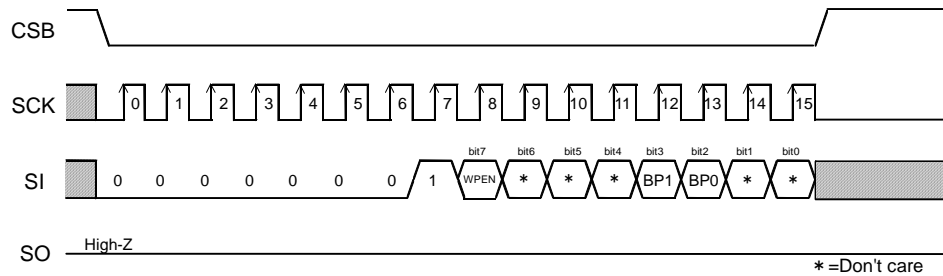 CSB
SCK
0 1 2 3 4 5 6 7 8 9 10 11 12 13 14 15
bit7 bit6 bit5 bit4 bit3 bit2 bit1 bit0
SI
0 0 0 0 0 0 0 1 WPEN * * * BP1 BP0 * *
SO
High-Z
*=Don't care